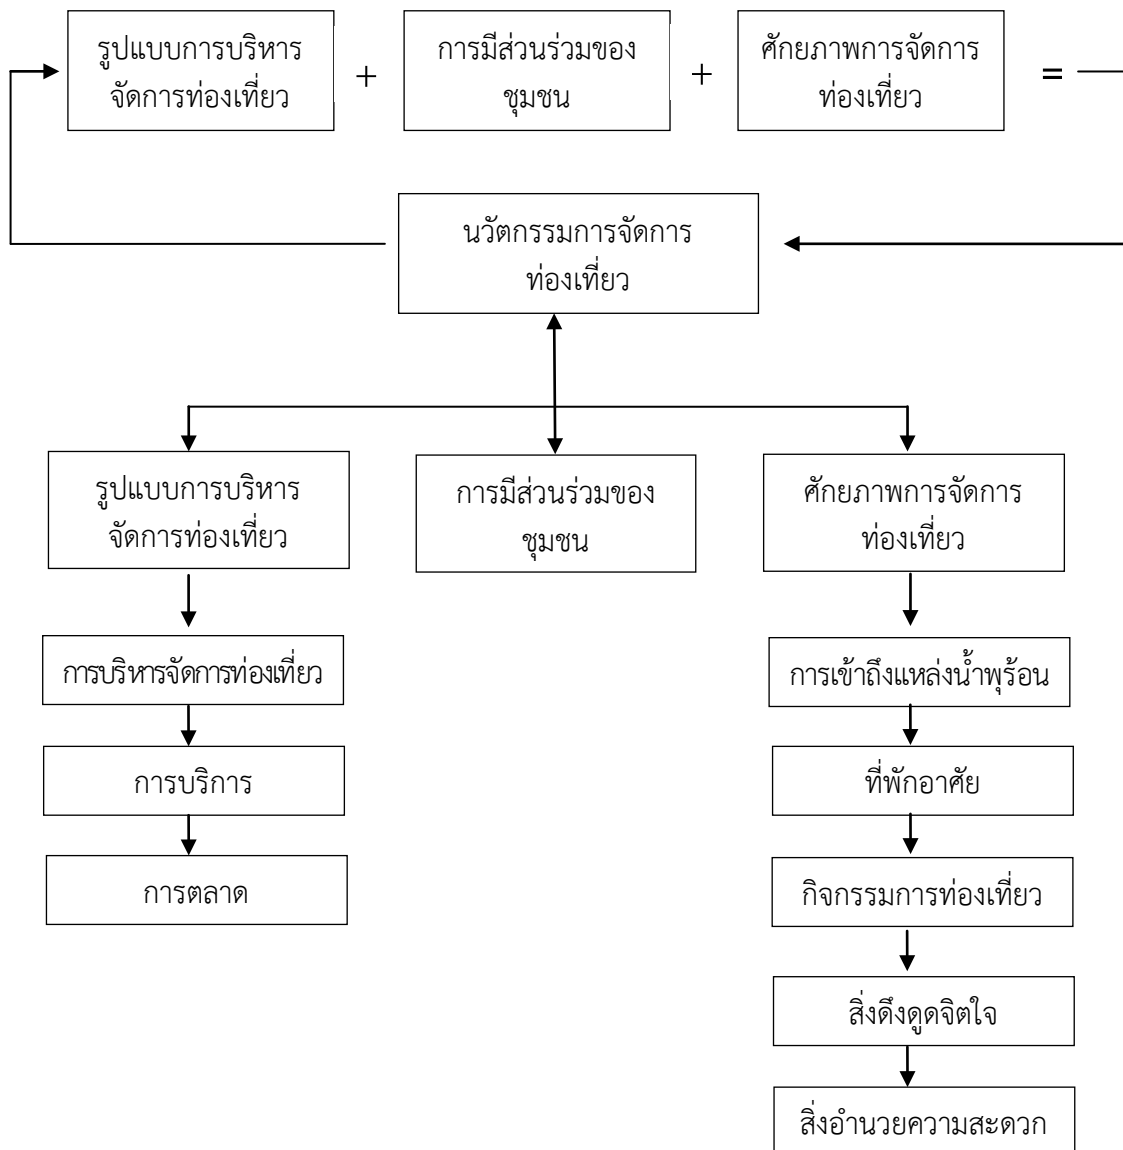 รูปแบบการบริหาร
จัดการท่องเที่ยว
+
การมีส่วนร่วมของ
ชุมชน
+
ศักยภาพการจัดการ
ท่องเที่ยว
=
นวัตกรรมการจัดการ
ท่องเที่ยว
รูปแบบการบริหาร
จัดการท่องเที่ยว
การมีส่วนร่วมของ
ชุมชน
ศักยภาพการจัดการ
ท่องเที่ยว
การบริหารจัดการท่องเที่ยว
การบริการ
การตลาด
การเข้าถึงแหล่งน้ำพุร้อน
ที่พักอาศัย
กิจกรรมการท่องเที่ยว
สิ่งดึงดูดจิตใจ
สิ่งอำนวยความสะดวก